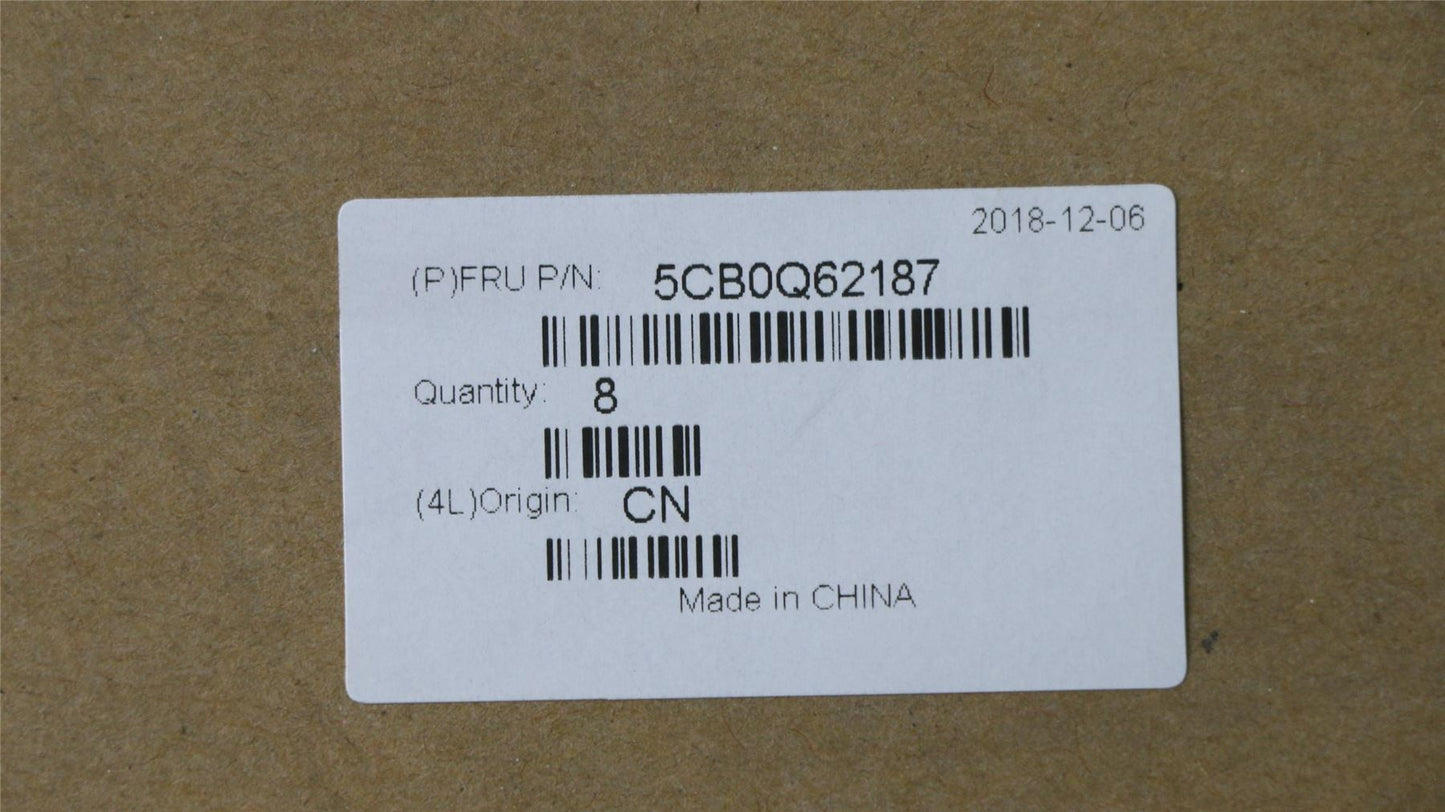 2018-12-06
(P)FRU P/N: 5CB0Q62187
Quantity: 8
(4L)Origin: CN
Made in CHINA